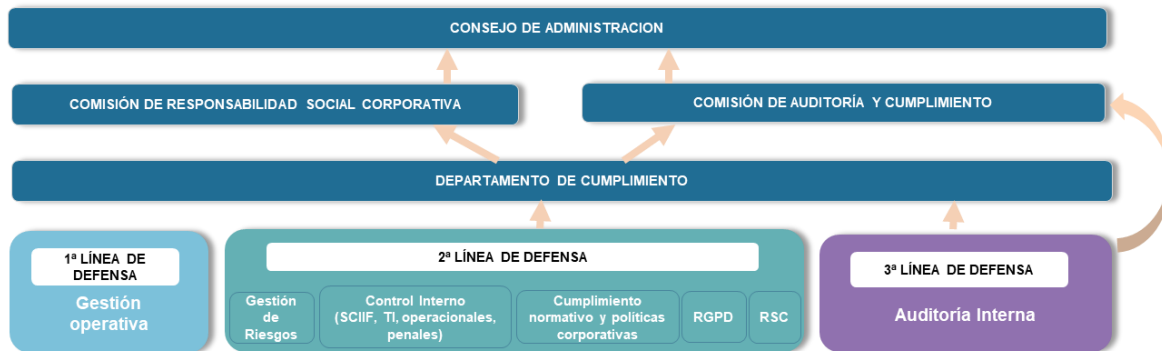 CONSEJO DE ADMINISTRACION
COMISIÓN DE RESPONSABILIDAD SOCIAL CORPORATIVA
COMISIÓN DE AUDITORÍA Y CUMPLIMIENTO
DEPARTAMENTO DE CUMPLIMIENTO
1ª LÍNEA DE
DEFENSA
Gestión
operativa
2ª LÍNEA DE DEFENSA
Gestión
de
Riesgos
Control Interno
(SCIIF, TI, operacionales,
penales)
Cumplimiento
normativo y políticas
corporativas
RGPD
RSC
3ª LÍNEA DE DEFENSA
Auditoría Interna